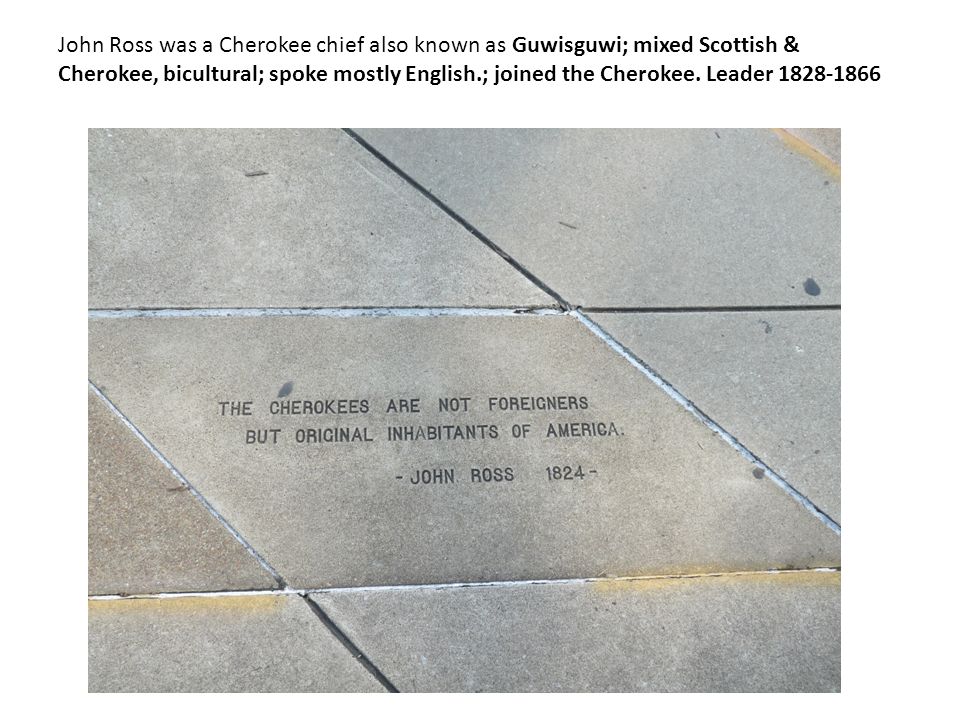 John Ross was a Cherokee chief also known as Guwisguwi; mixed Scottish &
Cherokee, bicultural; spoke mostly English.; joined the Cherokee. Leader 1828-1866
THE CHEROKEES ARE NOT FOREIGNERS
BUT ORIGINAL INHABITANTS OF AMERICA.
- JOHN ROSS 1824 -